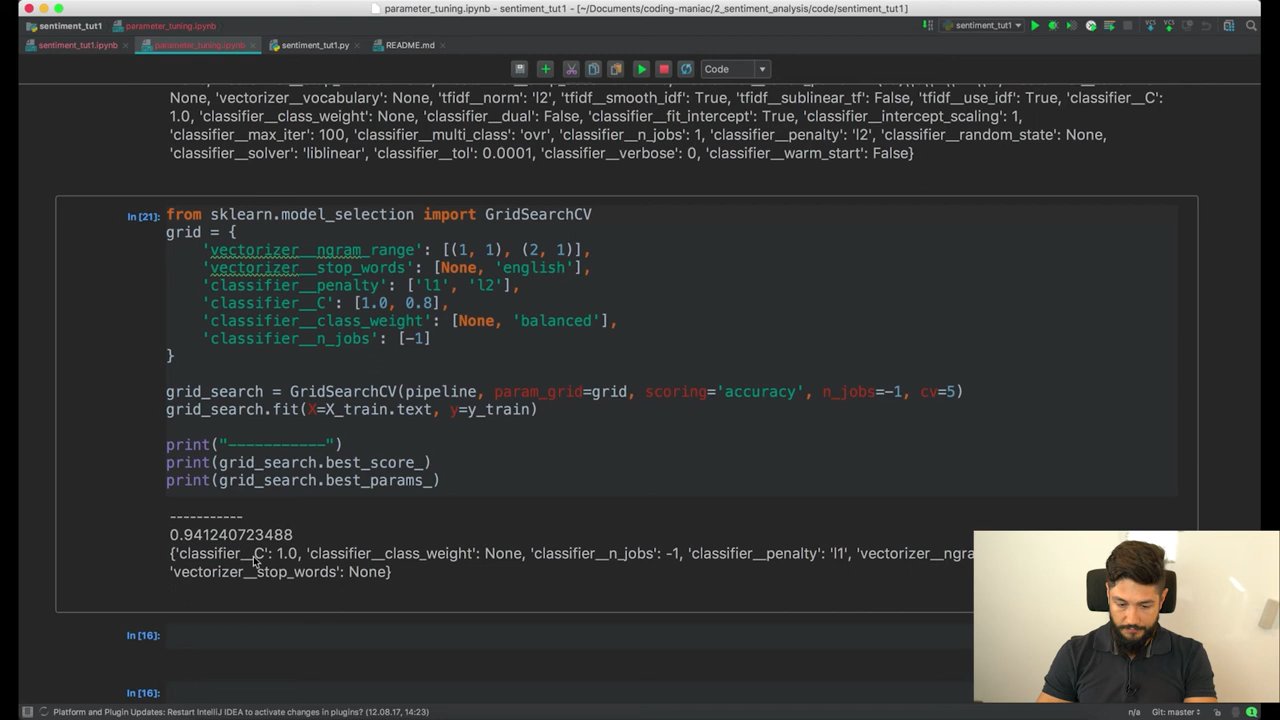 parameter_tuning.ipynb - sentiment_tut1 - [~/Documents/coding-maniac/2_sentiment_analysis/code/sentiment_tut1]
sentiment_tut1 parameter_tuning.ipynb sentiment_tut1
sentiment_tut1.ipynb parameter_tuning.ipynb sentiment_tut1.py README.md
Code
None, 'vectorizer__vocabulary': None, 'tfidf__norm': 'l2', 'tfidf__smooth_idf': True, 'tfidf__sublinear_tf': False, 'tfidf__use_idf': True, 'classifier__C':
1.0, 'classifier__class_weight': None, 'classifier__dual': False, 'classifier__fit_intercept': True, 'classifier__intercept_scaling': 1,
'classifier__max_iter': 100, 'classifier__multi_class': 'ovr', 'classifier__n_jobs': 1, 'classifier__penalty': 'l2', 'classifier__random_state': None,
'classifier__solver': 'liblinear', 'classifier__tol': 0.0001, 'classifier__verbose': 0, 'classifier__warm_start': False}
In [21]: from sklearn.model_selection import GridSearchCV
grid = {
'vectorizer__ngram_range': [(1, 1), (2, 1)],
'vectorizer__stop_words': [None, 'english'],
'classifier__penalty': ['l1', 'l2'],
'classifier__C': [1.0, 0.8],
'classifier__class_weight': [None, 'balanced'],
'classifier__n_jobs': [-1]
}
grid_search = GridSearchCV(pipeline, param_grid=grid, scoring='accuracy', n_jobs=-1, cv=5)
grid_search.fit(X=X_train.text, y=y_train)
print("-----------")
print(grid_search.best_score_)
print(grid_search.best_params_)
-----------
0.941240723488
{'classifier__C': 1.0, 'classifier__class_weight': None, 'classifier__n_jobs': -1, 'classifier__penalty': 'l1', 'vectorizer__ngra
'vectorizer__stop_words': None}
In [16]:
In [16]:
Platform and Plugin Updates: Restart IntelliJ IDEA to activate changes in plugins? (12.08.17, 14:23) n/a Git: master